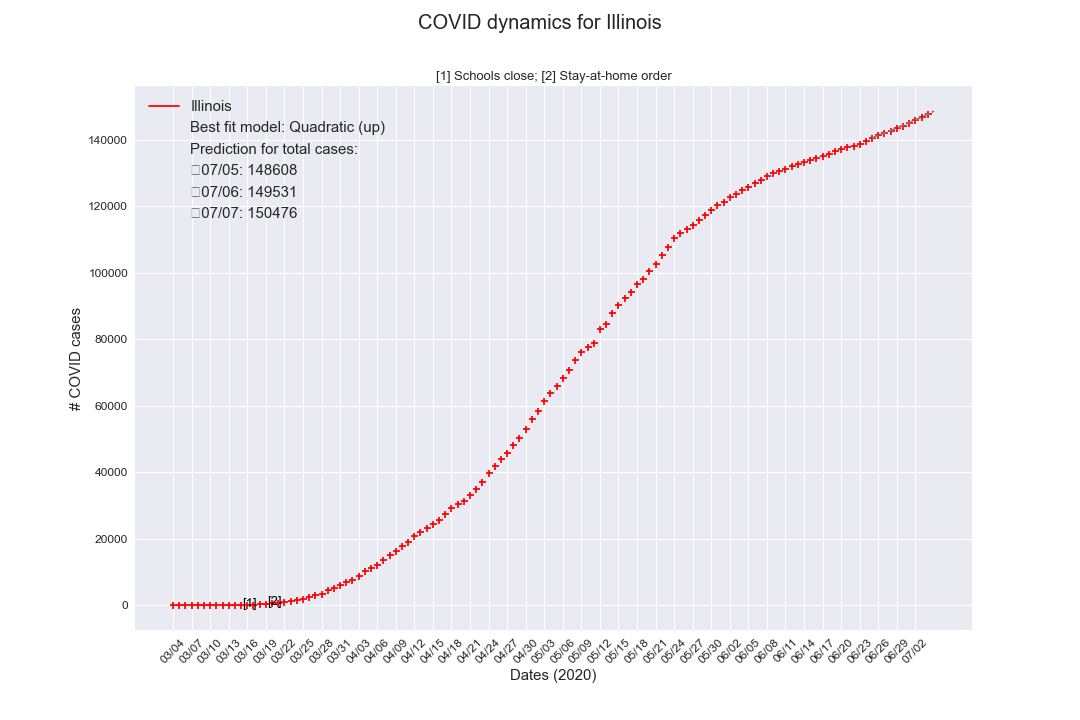 COVID dynamics for Illinois
[1] Schools close; [2] Stay-at-home order
Illinois
Best fit model: Quadratic (up)
Prediction for total cases:
07/05: 148608
07/06: 149531
07/07: 150476
# COVID cases
140000
120000
100000
80000
60000
40000
20000
0
[1] [2]
03/04 03/07 03/10 03/13 03/16 03/19 03/22 03/25 03/28 03/31 04/03 04/06 04/09 04/12 04/15 04/18 04/21 04/24 04/27 04/30 05/03 05/06 05/09 05/12 05/15 05/18 05/21 05/24 05/27 05/30 06/02 06/05 06/08 06/11 06/14 06/17 06/20 06/23 06/26 06/29 07/02
Dates (2020)